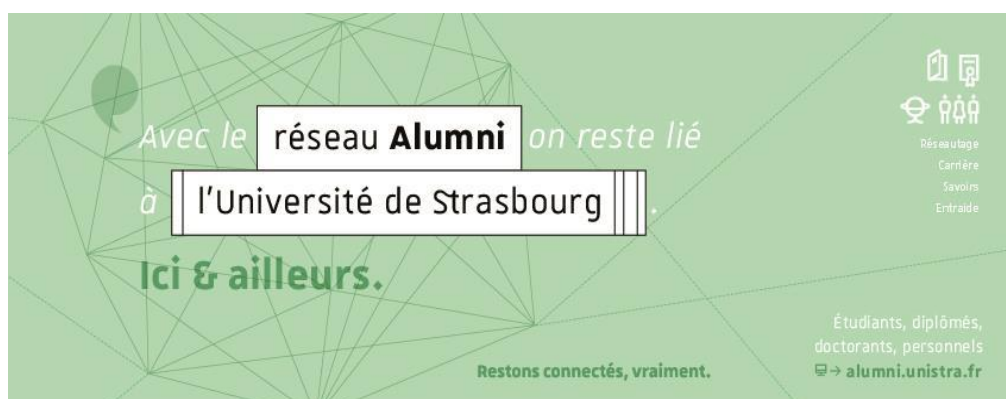 Avec le réseau Alumni on reste lié
à l'Université de Strasbourg.
Ici & ailleurs.
Réseautage
Carrière
Savoirs
Entraide
Restons connectés, vraiment.
Étudiants, diplômés,
doctorants, personnels
→ alumni.unistra.fr